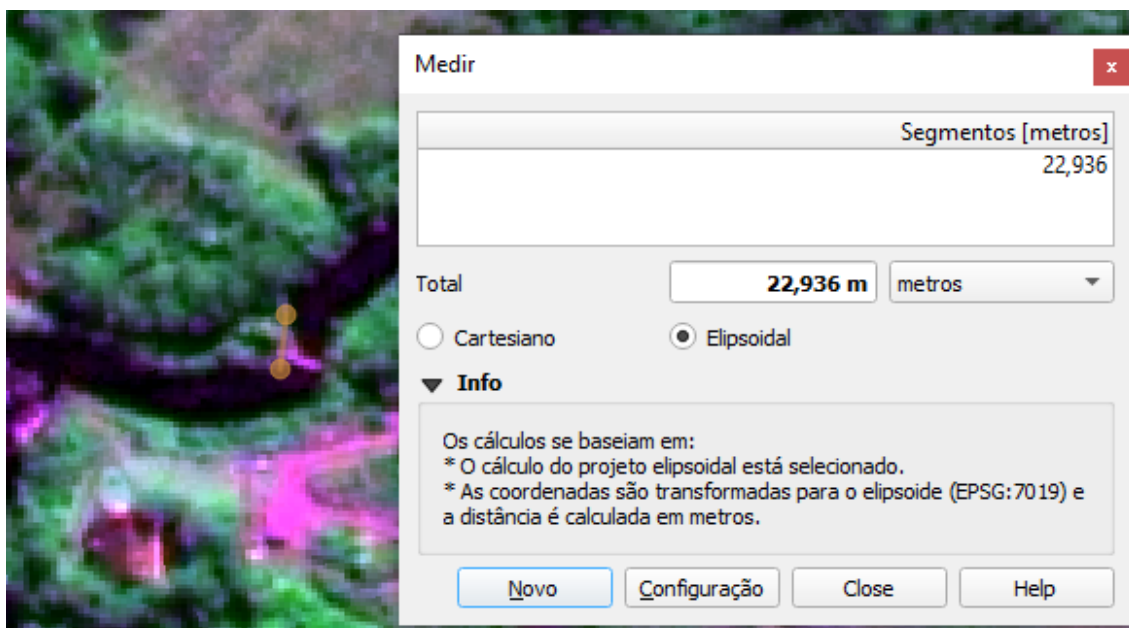 Medir
x
Segmentos [metros]
22,936
Total 22,936 m metros
Cartesiano Elipsoidal
Info
Os cálculos se baseiam em:
* O cálculo do projeto elipsoidal está selecionado.
* As coordenadas são transformadas para o elipsoide (EPSG:7019) e
a distância é calculada em metros.
Novo Configuração Close Help